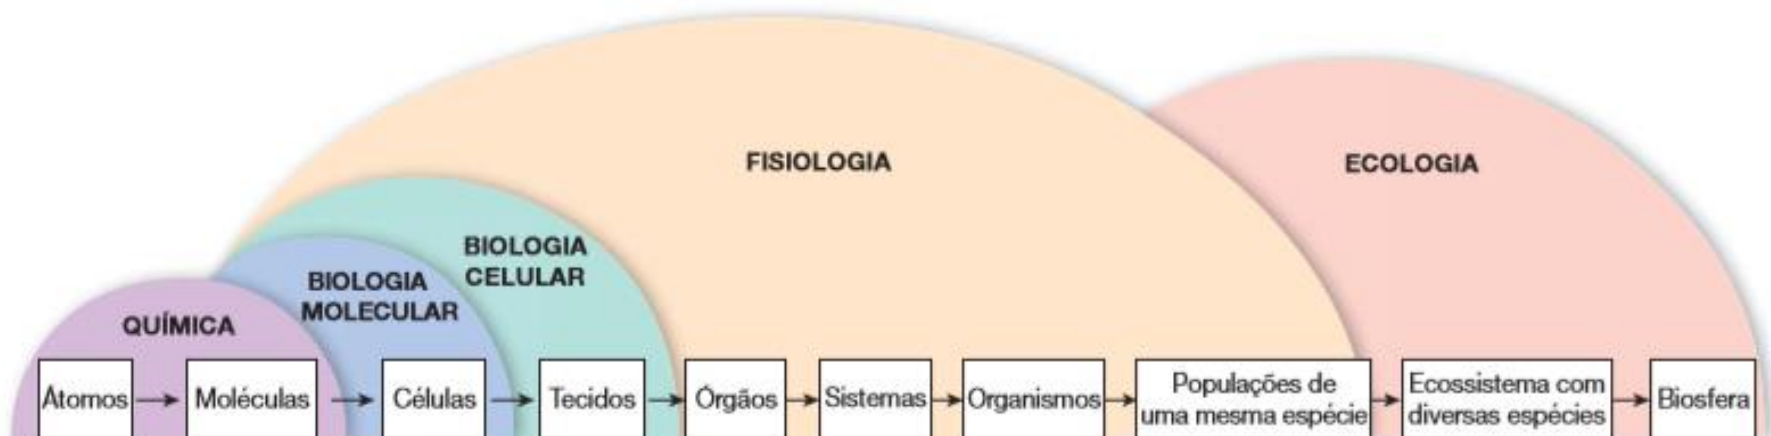 FISIOLOGIA
ECOLOGIA
BIOLOGIA
CELULAR
BIOLOGIA
MOLECULAR
QUÍMICA
Átomos
Moléculas
Células
Tecidos
Órgãos
Sistemas
Organismos
Populações de
uma mesma espécie
Ecossistema com
diversas espécies
Biosfera